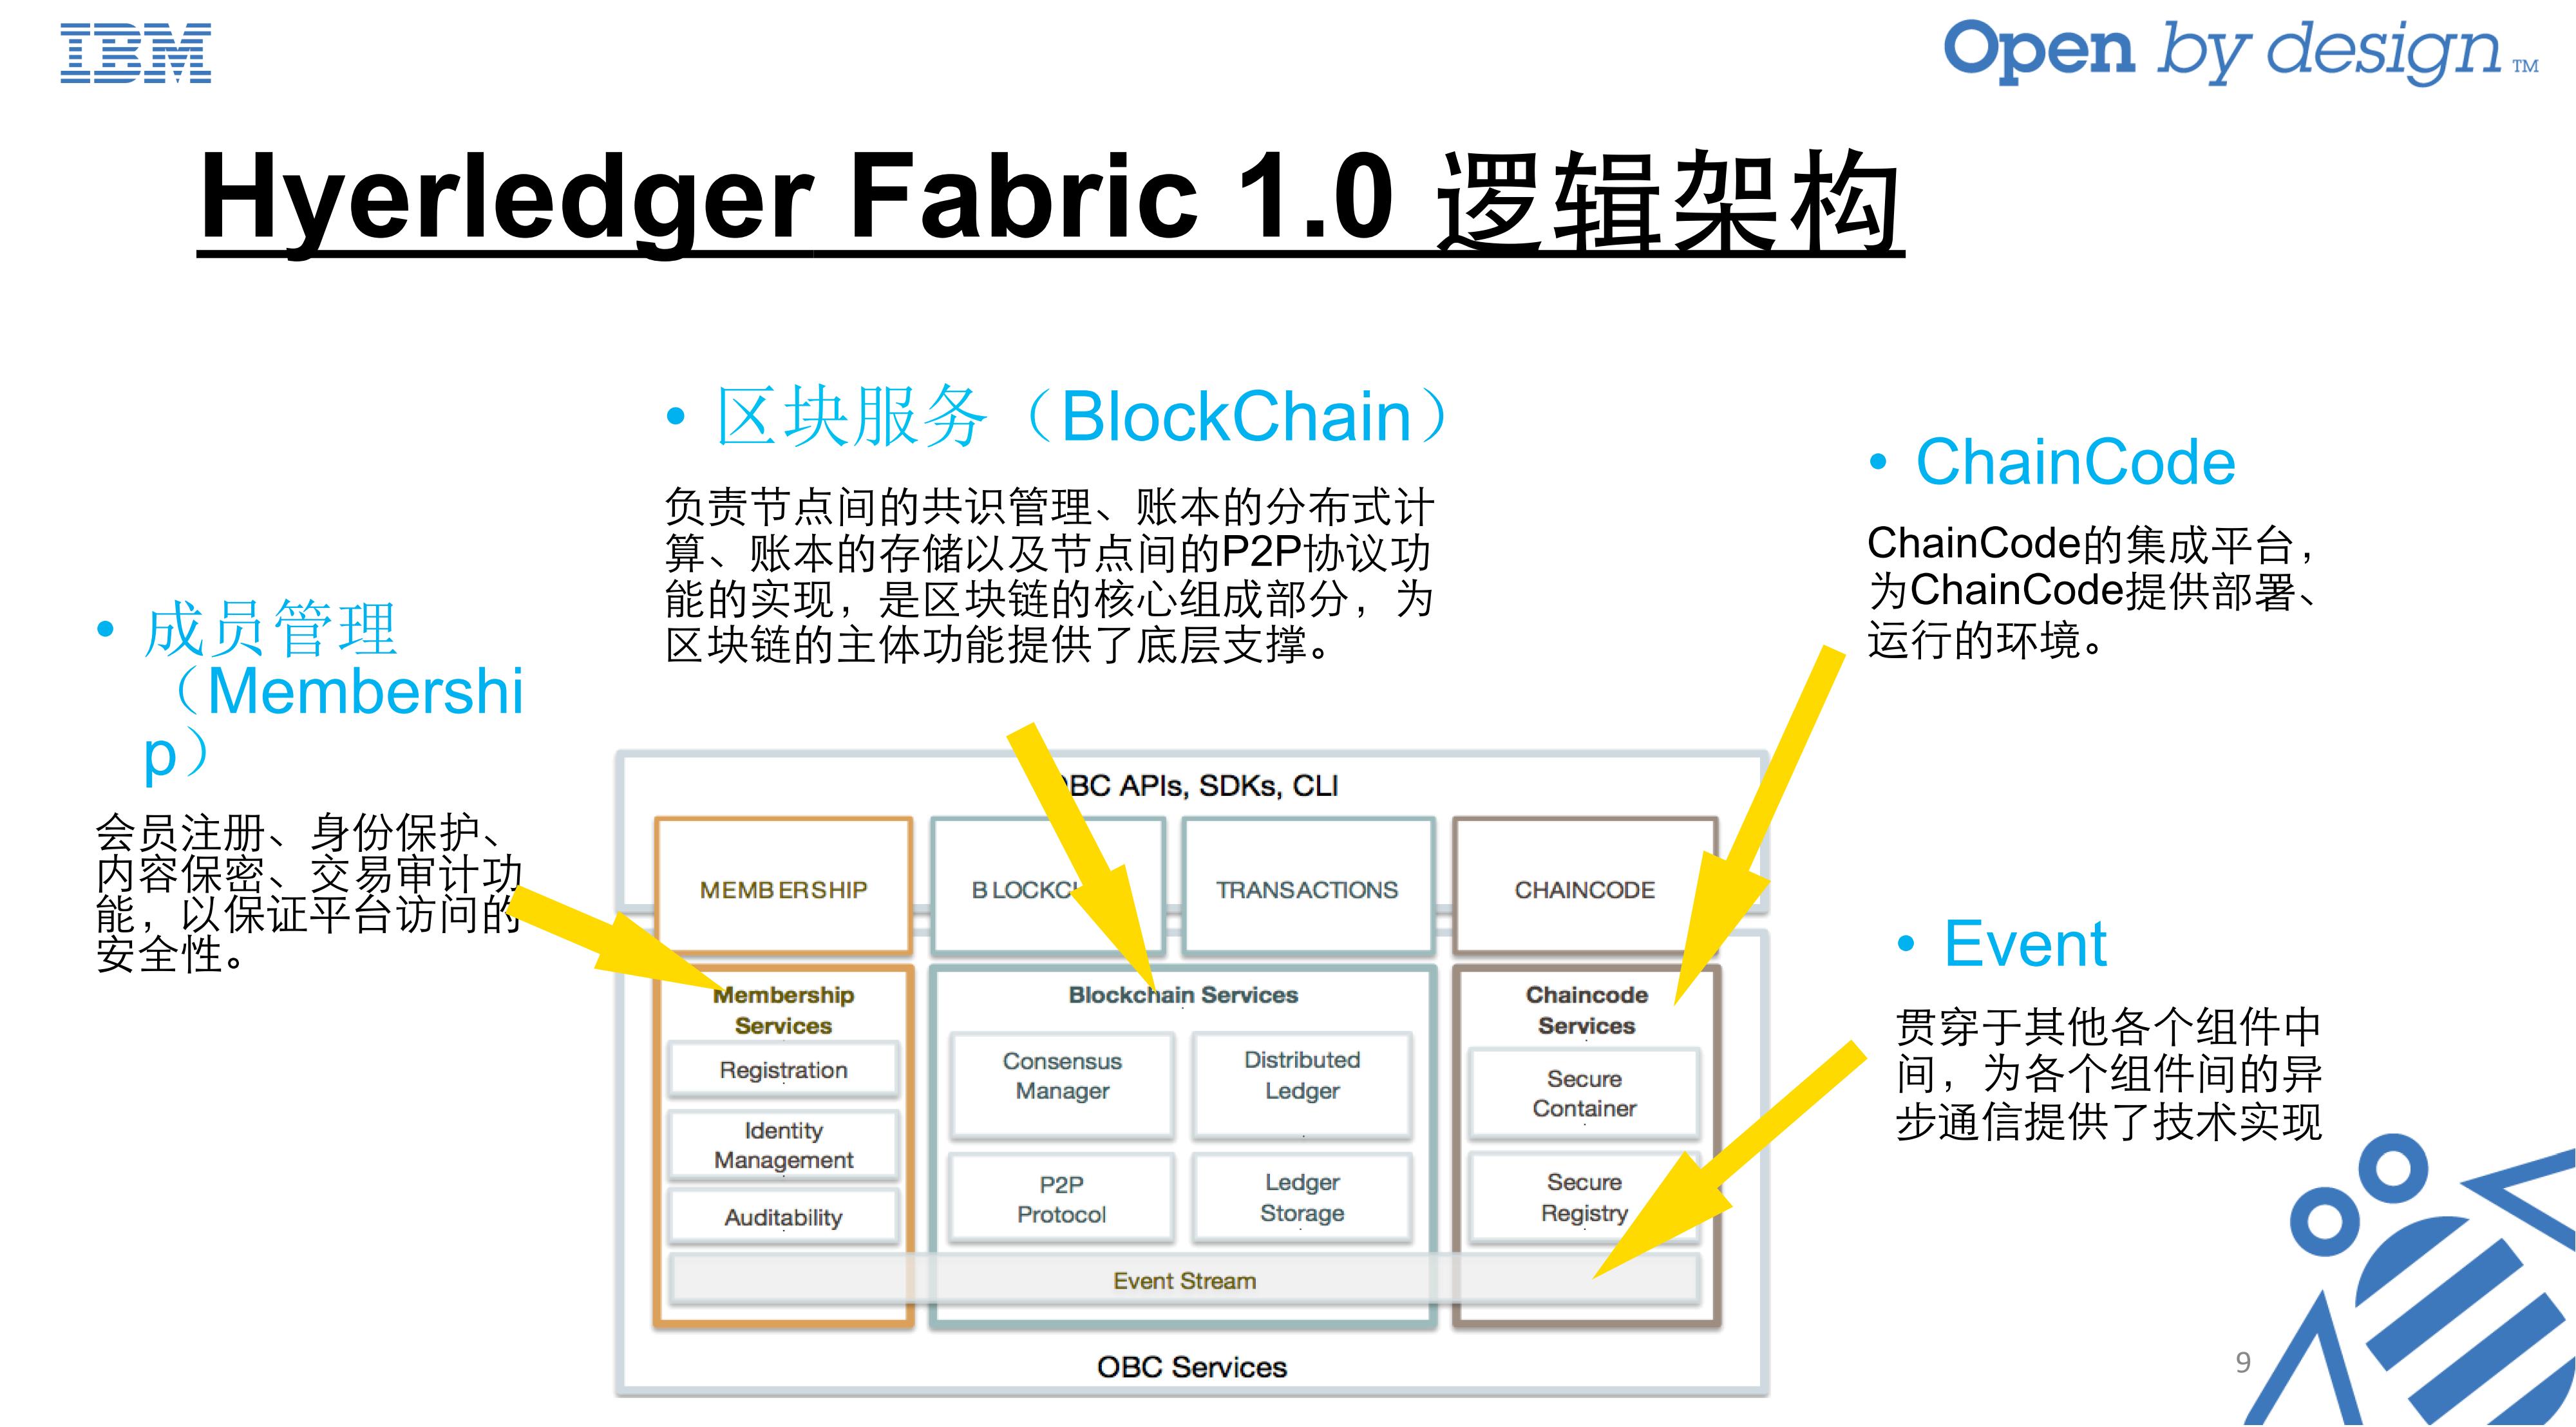 IBM
Open by design TM
Hyerledger Fabric 1.0 逻辑架构
• 区块服务（BlockChain）
负责节点间的共识管理、账本的分布式计
算、账本的存储以及节点间的P2P协议功
能的实现，是区块链的核心组成部分，为
区块链的主体功能提供了底层支撑。
• ChainCode
ChainCode的集成平台，
为ChainCode提供部署、
运行的环境。
• 成员管理
（Membershi
p）
会员注册、身份保护、
内容保密、交易审计功
能，以保证平台访问的
安全性。
• Event
贯穿于其他各个组件中
间，为各个组件间的异
步通信提供了技术实现
BC APIs, SDKs, CLI
MEMBERSHIP
BLOCKC
TRANSACTIONS
CHAINCODE
Membership
Services
Registration
Identity
Management
Auditability
Blockchain Services
Consensus
Manager
Distributed
Ledger
P2P
Protocol
Ledger
Storage
Chaincode
Services
Secure
Container
Secure
Registry
Event Stream
OBC Services
9